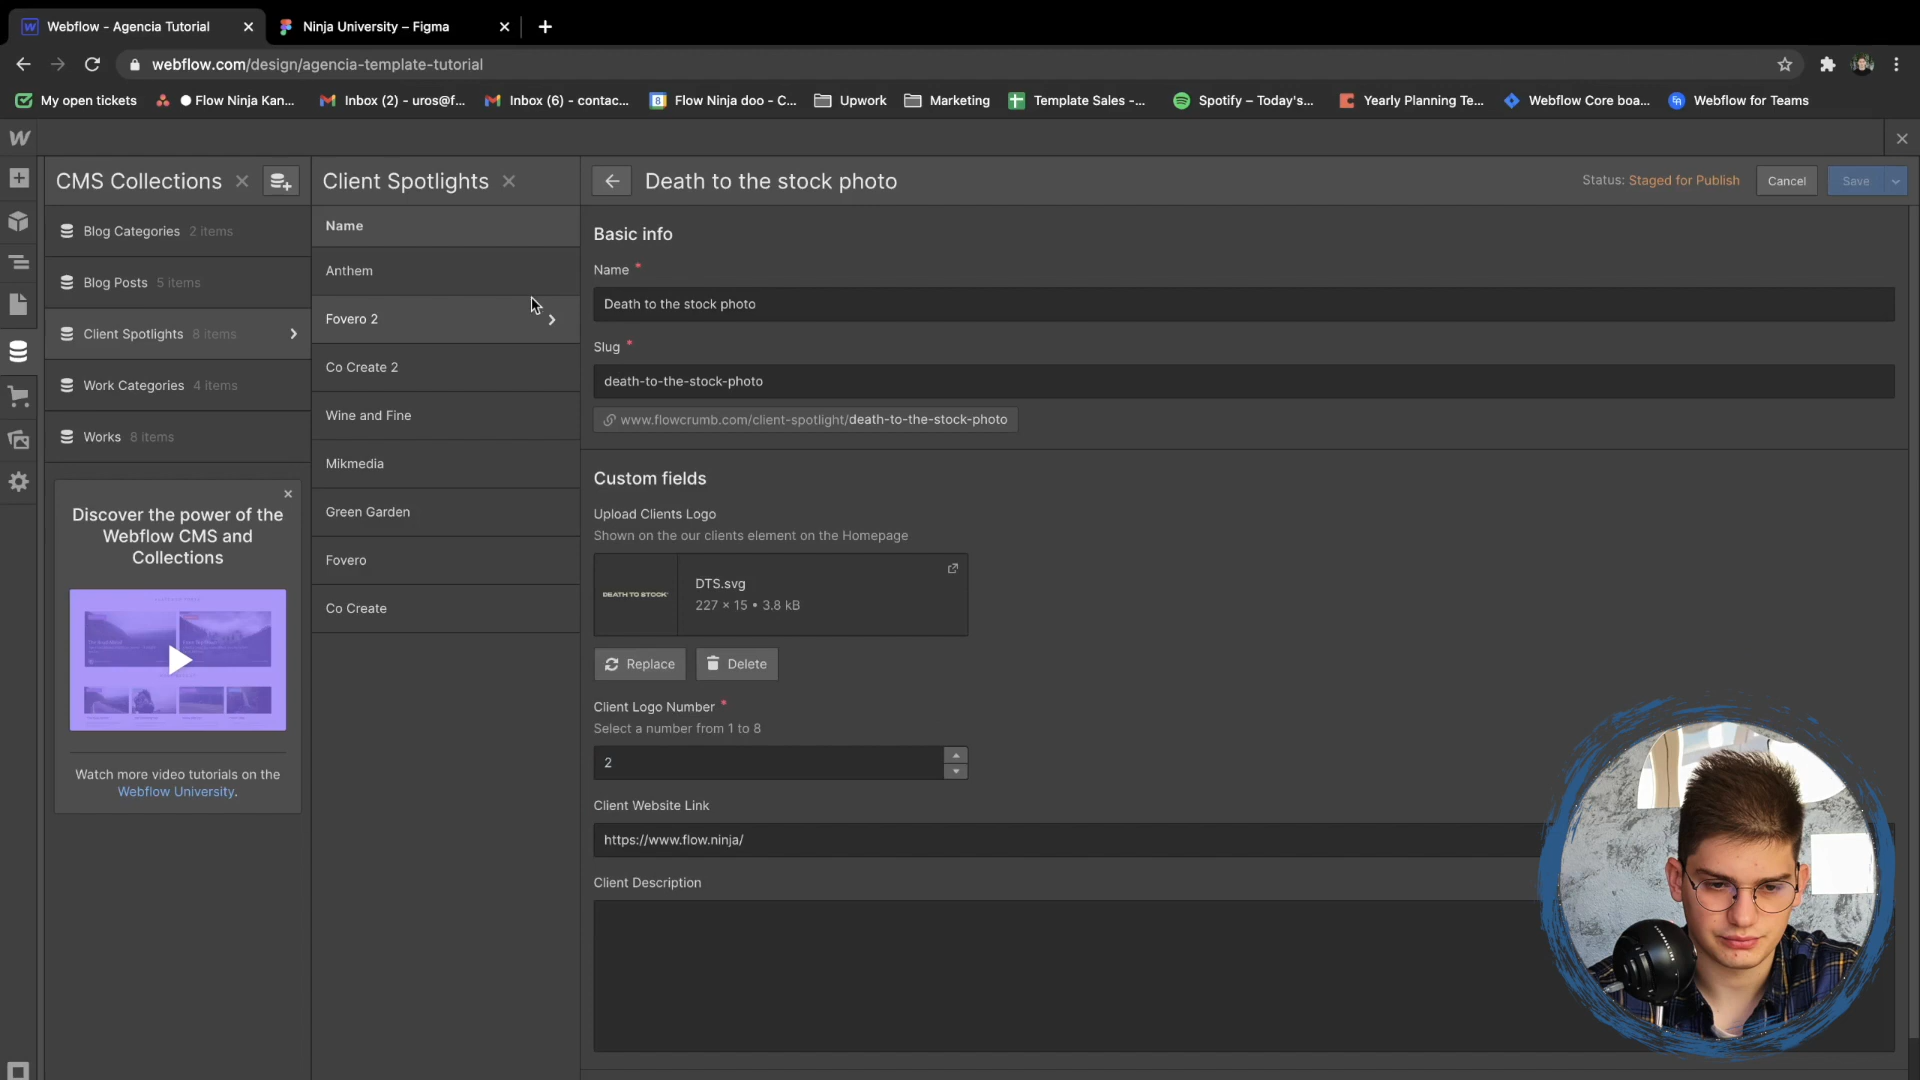 Webflow - Agencia Tutorial
Ninja University – Figma
webflow.com/design/agencia-template-tutorial
My open tickets
Flow Ninja Kan...
Inbox (2) - uros@f...
Inbox (6) - contac...
Flow Ninja doo - C...
Upwork
Marketing
Template Sales -...
Spotify – Today's...
Yearly Planning Te...
Webflow Core boa...
Webflow for Teams
CMS Collections
Blog Categories 2 items
Blog Posts 5 items
Client Spotlights 8 items
Work Categories 4 items
Works 8 items
Discover the power of the
Webflow CMS and
Collections
Watch more video tutorials on the
Webflow University.
Client Spotlights
Name
Anthem
Fovero 2
Co Create 2
Wine and Fine
Mikmedia
Green Garden
Fovero
Co Create
Death to the stock photo
Status: Staged for Publish
Cancel
Save
Basic info
Name *
Death to the stock photo
Slug *
death-to-the-stock-photo
www.flowcrumb.com/client-spotlight/death-to-the-stock-photo
Custom fields
Upload Clients Logo
Shown on the our clients element on the Homepage
DEATH TO STOCK
DTS.svg
227 × 15 • 3.8 kB
Replace
Delete
Client Logo Number *
Select a number from 1 to 8
2
Client Website Link
https://www.flow.ninja/
Client Description